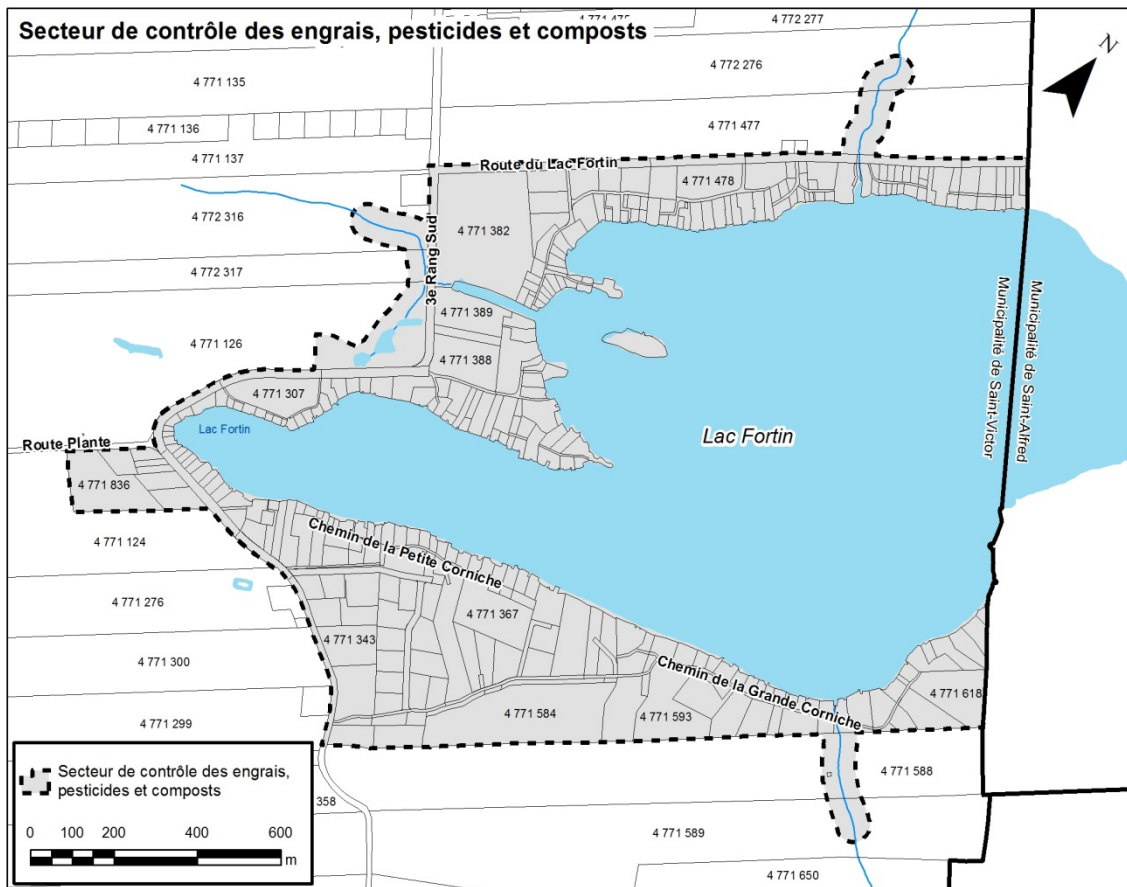 4 771 475
4 772 277
Secteur de contrôle des engrais, pesticides et composts
N
4 772 276
4 771 135
4 771 136
4 771 477
4 771 137
Route du Lac Fortin
4 771 478
4 772 316
4 771 382
3e Rang Sud
4 772 317
4 771 389
4 771 126
4 771 388
Municipalité de Saint-Victor
Municipalité de Saint-Alfred
4 771 307
Lac Fortin
Lac Fortin
Route Plante
4 771 836
4 771 124
Chemin de la Petite Corniche
4 771 276
4 771 367
4 771 343
4 771 300
Chemin de la Grande Corniche
4 771 618
4 771 299
4 771 584
4 771 593
Secteur de contrôle des engrais,
pesticides et composts
4 771 588
358
0 100 200 400 600
m
4 771 589
4 771 650